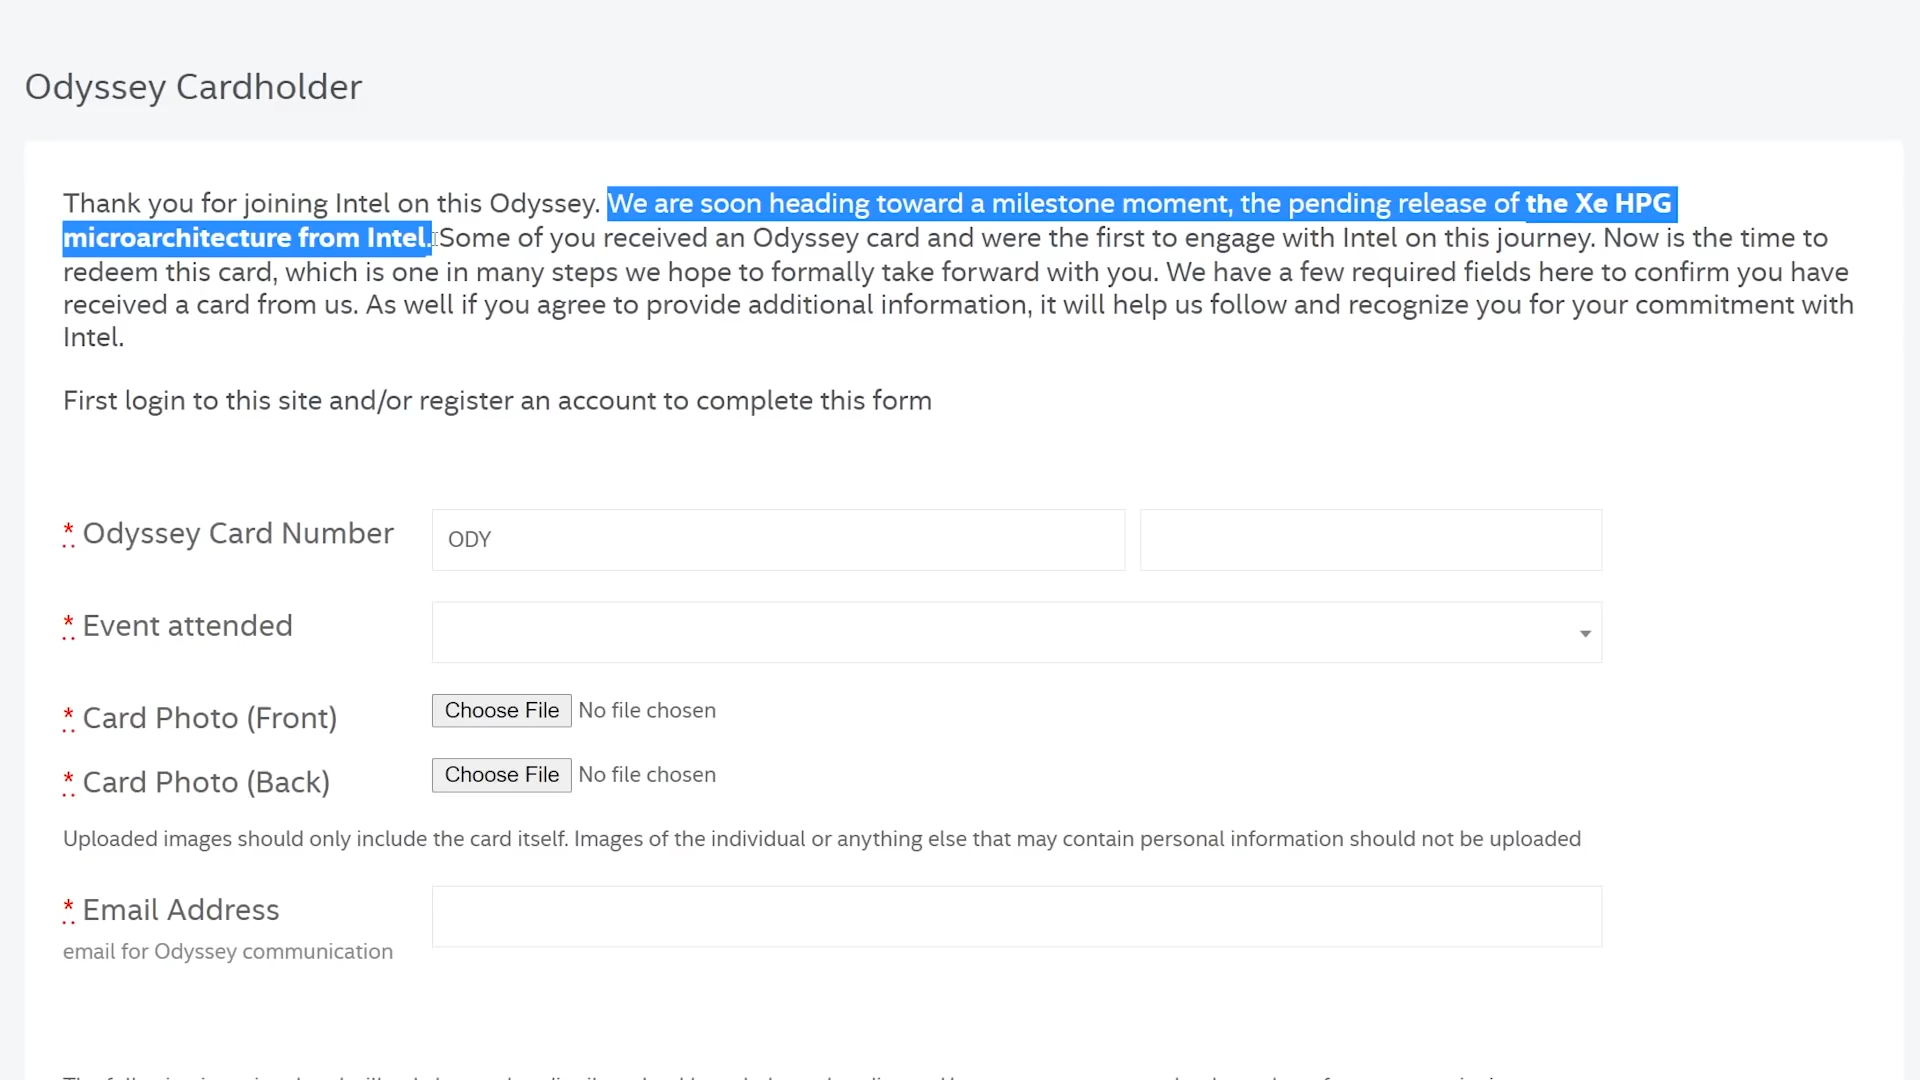 Odyssey Cardholder
Thank you for joining Intel on this Odyssey. We are soon heading toward a milestone moment, the pending release of the Xe HPG
microarchitecture from Intel. Some of you received an Odyssey card and were the first to engage with Intel on this journey. Now is the time to
redeem this card, which is one in many steps we hope to formally take forward with you. We have a few required fields here to confirm you have
received a card from us. As well if you agree to provide additional information, it will help us follow and recognize you for your commitment with
Intel.
First login to this site and/or register an account to complete this form
* Odyssey Card Number ODY
* Event attended
* Card Photo (Front) Choose File No file chosen
* Card Photo (Back) Choose File No file chosen
Uploaded images should only include the card itself. Images of the individual or anything else that may contain personal information should not be uploaded
* Email Address
email for Odyssey communication